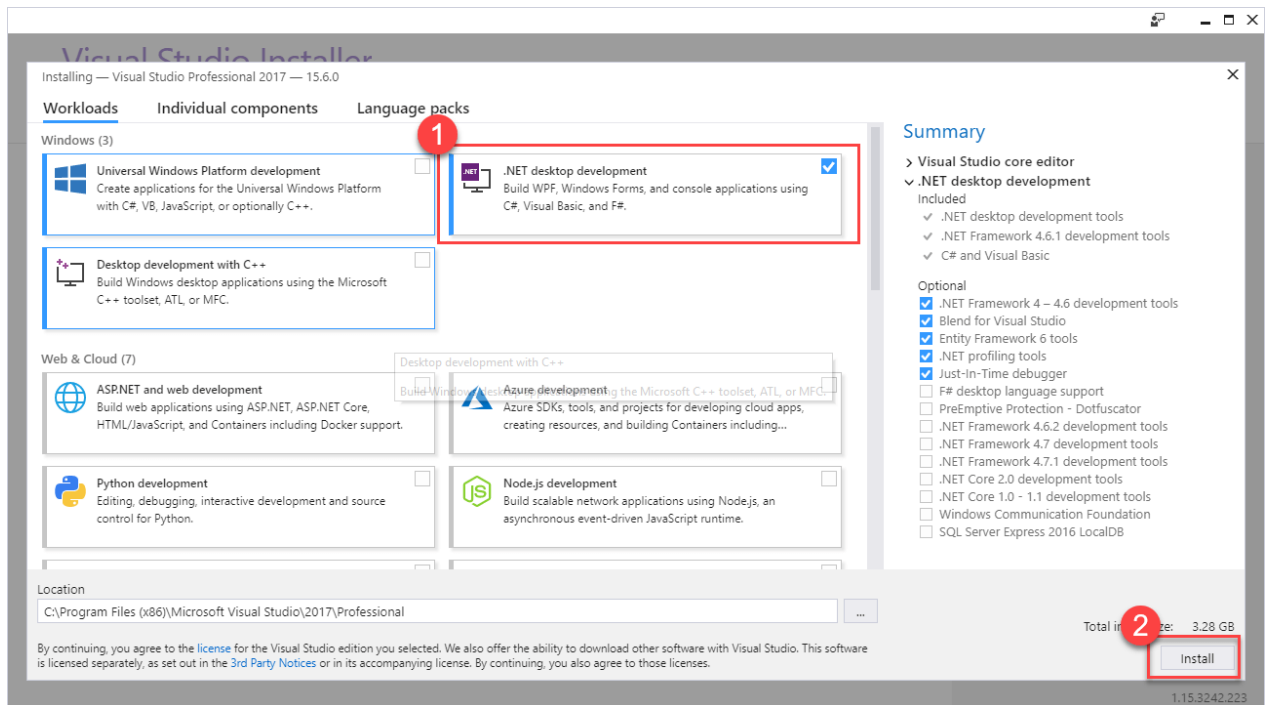 Visual Studio Installer
Installing — Visual Studio Professional 2017 — 15.6.0
Workloads Individual components Language packs
1
Windows (3)
Universal Windows Platform development
Create applications for the Universal Windows Platform
with C#, VB, JavaScript, or optionally C++.
.NET
.NET desktop development
Build WPF, Windows Forms, and console applications using
C#, Visual Basic, and F#.
Desktop development with C++
Build Windows desktop applications using the Microsoft
C++ toolset, ATL, or MFC.
Web & Cloud (7)
Desktop development with C++
Build Windows desktop applications using the Microsoft C++ toolset, ATL, or MFC.
ASP.NET and web development
Build web applications using ASP.NET, ASP.NET Core,
HTML/JavaScript, and Containers including Docker support.
Azure development
Azure SDKs, tools, and projects for developing cloud apps,
creating resources, and building Containers including...
Python development
Editing, debugging, interactive development and source
control for Python.
JS
Node.js development
Build scalable network applications using Node.js, an
asynchronous event-driven JavaScript runtime.
Summary
Visual Studio core editor
.NET desktop development
Included
.NET desktop development tools
.NET Framework 4.6.1 development tools
C# and Visual Basic
Optional
.NET Framework 4 – 4.6 development tools
Blend for Visual Studio
Entity Framework 6 tools
.NET profiling tools
Just-In-Time debugger
F# desktop language support
PreEmptive Protection - Dotfuscator
.NET Framework 4.6.2 development tools
.NET Framework 4.7 development tools
.NET Framework 4.7.1 development tools
.NET Core 2.0 development tools
.NET Core 1.0 - 1.1 development tools
Windows Communication Foundation
SQL Server Express 2016 LocalDB
Location
C:\Program Files (x86)\Microsoft Visual Studio\2017\Professional
...
By continuing, you agree to the license for the Visual Studio edition you selected. We also offer the ability to download other software with Visual Studio. This software
is licensed separately, as set out in the 3rd Party Notices or in its accompanying license. By continuing, you also agree to those licenses.
2
Total 3.28 GB
Install
1.15.3242.223